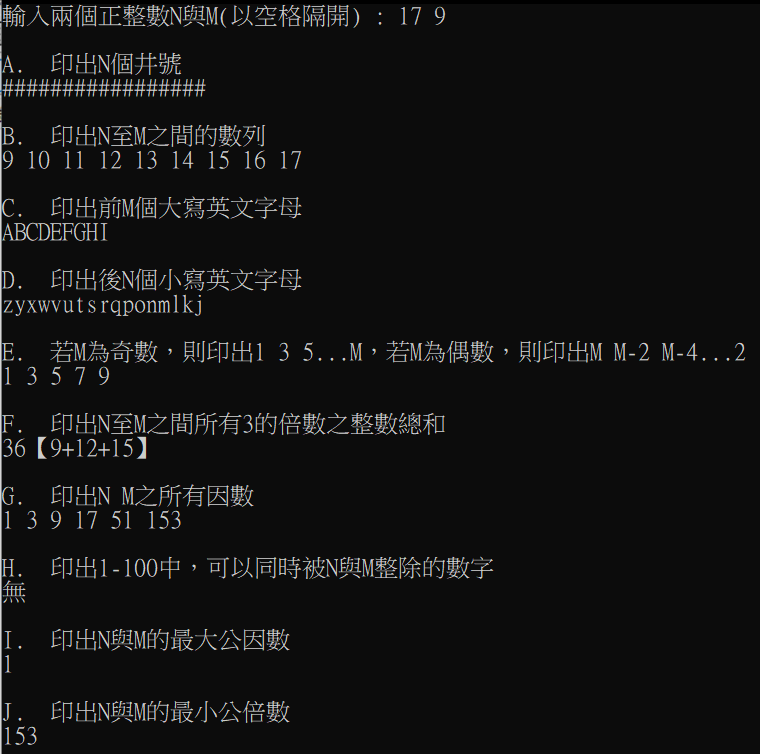 輸入兩個正整數N與M(以空格隔開) : 17 9
A.  印出N個井號
#################
B.  印出N至M之間的數列
9 10 11 12 13 14 15 16 17
C.  印出前M個大寫英文字母
ABCDEFGHI
D.  印出後N個小寫英文字母
zyxwvutsrqponmlkj
E.  若M為奇數，則印出1 3 5...M，若M為偶數，則印出M M-2 M-4...2
1 3 5 7 9
F.  印出N至M之間所有3的倍數之整數總和
36【9+12+15】
G.  印出N M之所有因數
1 3 9 17 51 153
H.  印出1-100中，可以同時被N與M整除的數字
無
I.  印出N與M的最大公因數
1
J.  印出N與M的最小公倍數
153